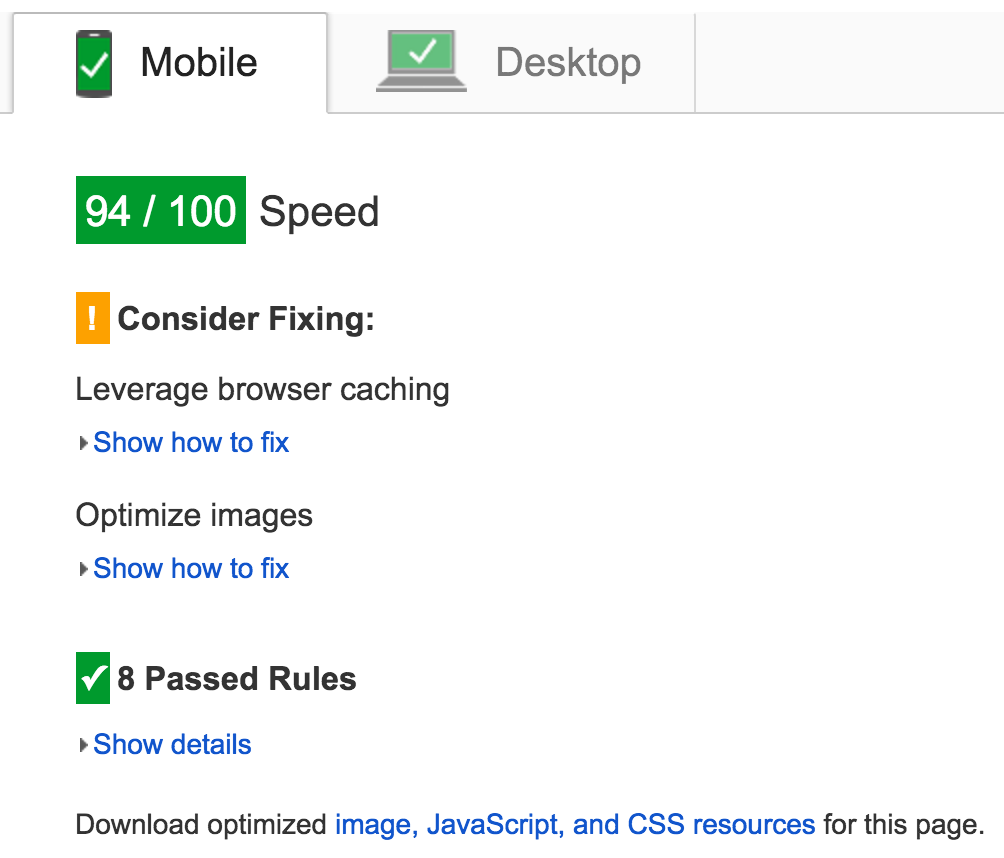 Mobile
Desktop
94 / 100 Speed
! Consider Fixing:
Leverage browser caching
Show how to fix
Optimize images
Show how to fix
8 Passed Rules
Show details
Download optimized image, JavaScript, and CSS resources for this page.